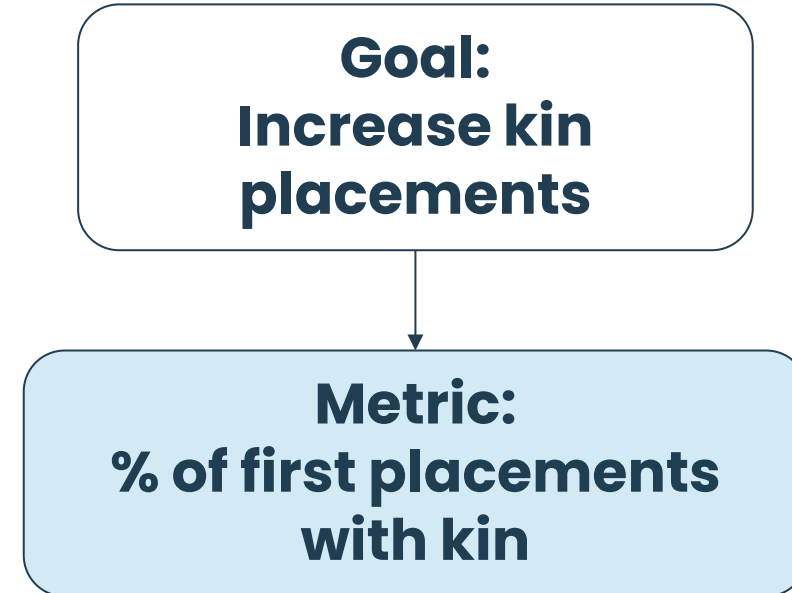 Goal:
Increase kin
placements
Metric:
% of first placements
with kin